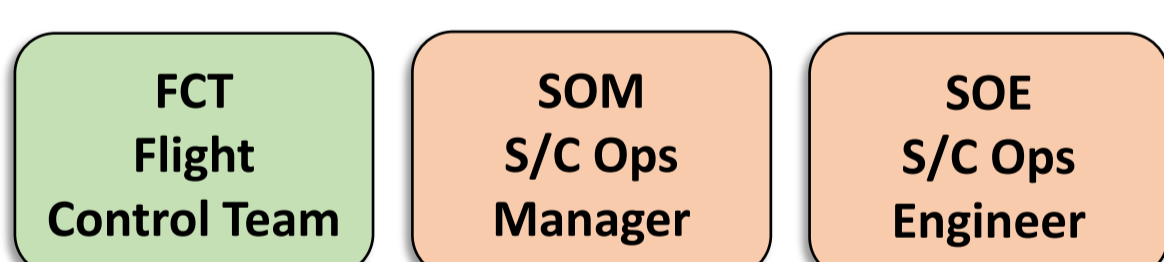 FCT
Flight
Control Team
SOM
S/C Ops
Manager
SOE
S/C Ops
Engineer